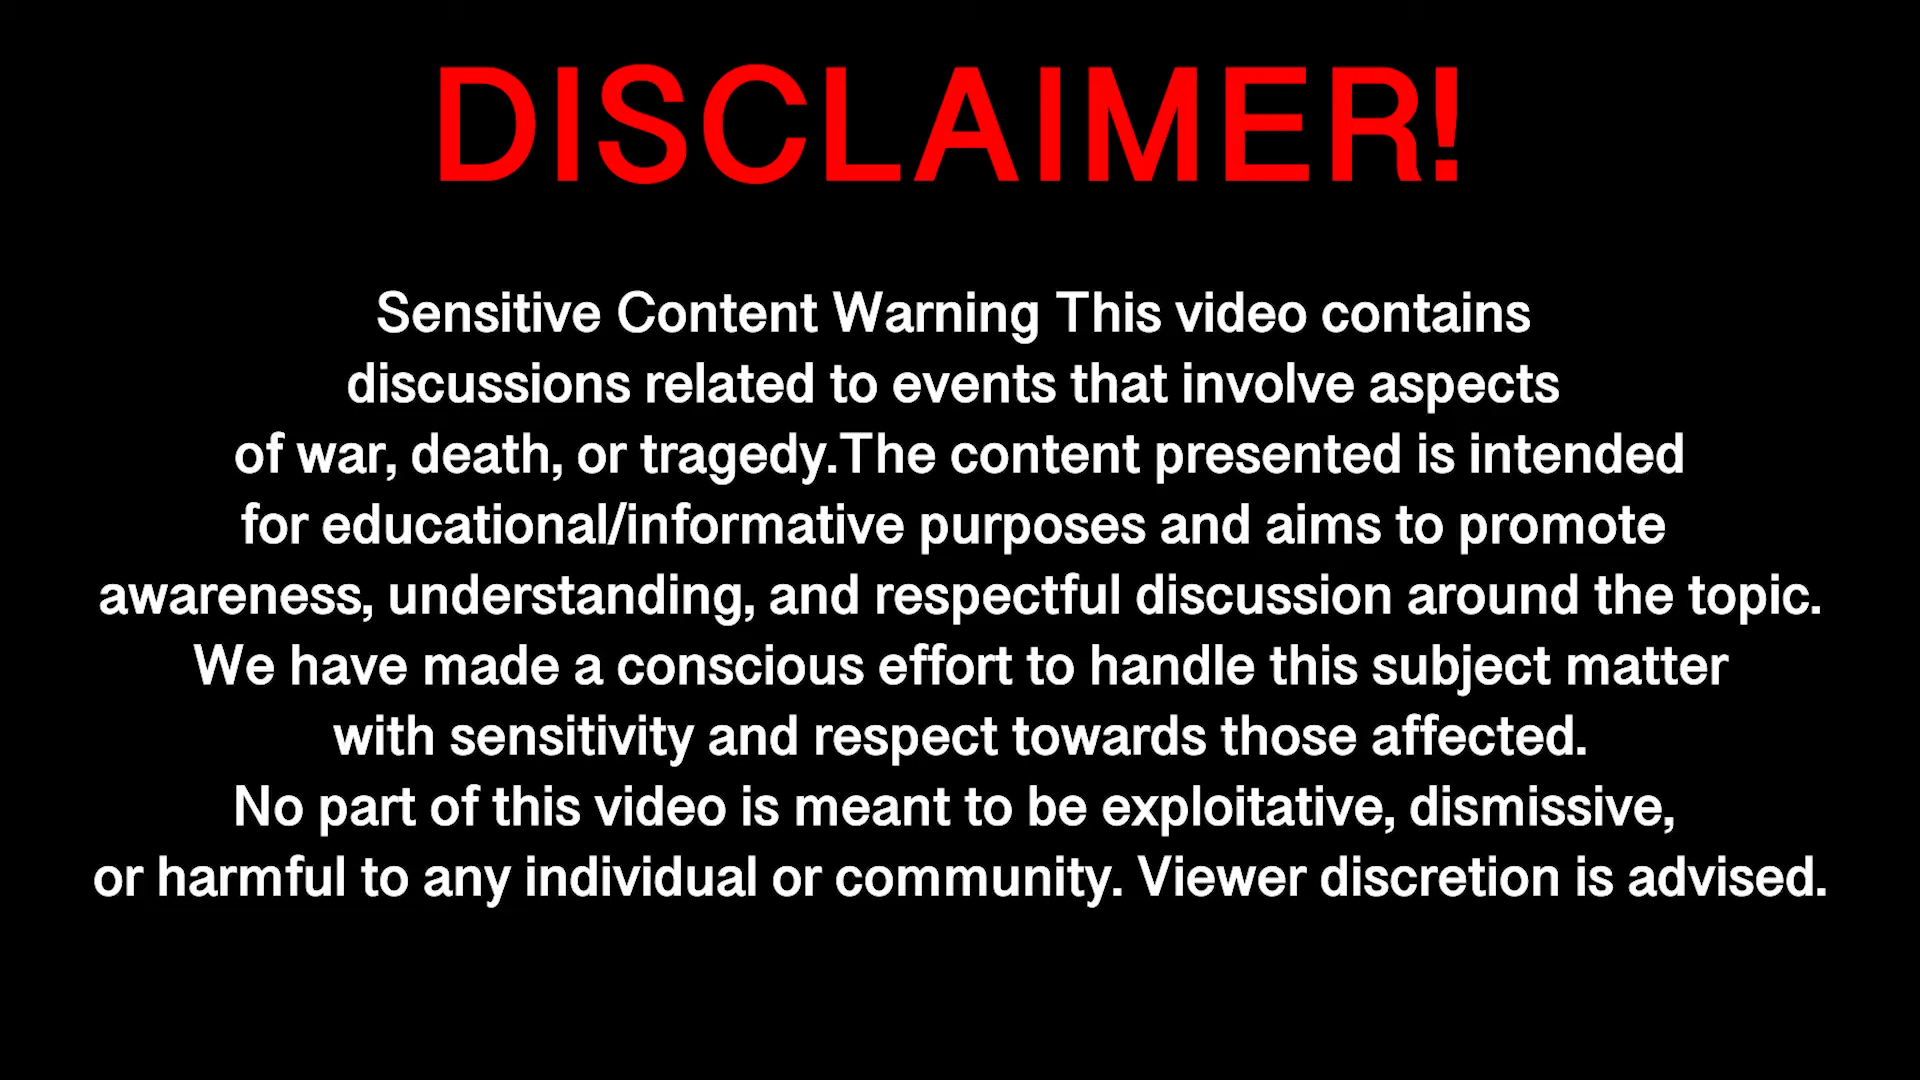 DISCLAIMER!
Sensitive Content Warning This video contains
discussions related to events that involve aspects
of war, death, or tragedy.The content presented is intended
for educational/informative purposes and aims to promote
awareness, understanding, and respectful discussion around the topic.
We have made a conscious effort to handle this subject matter
with sensitivity and respect towards those affected.
No part of this video is meant to be exploitative, dismissive,
or harmful to any individual or community. Viewer discretion is advised.